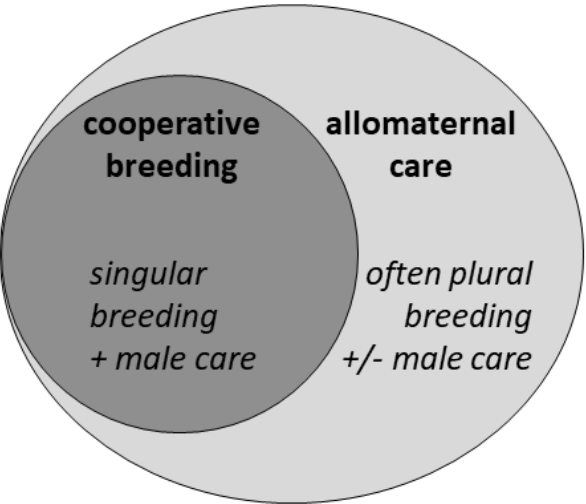 cooperative
breeding
singular
breeding
+ male care
allomaternal
care
often plural
breeding
+/- male care